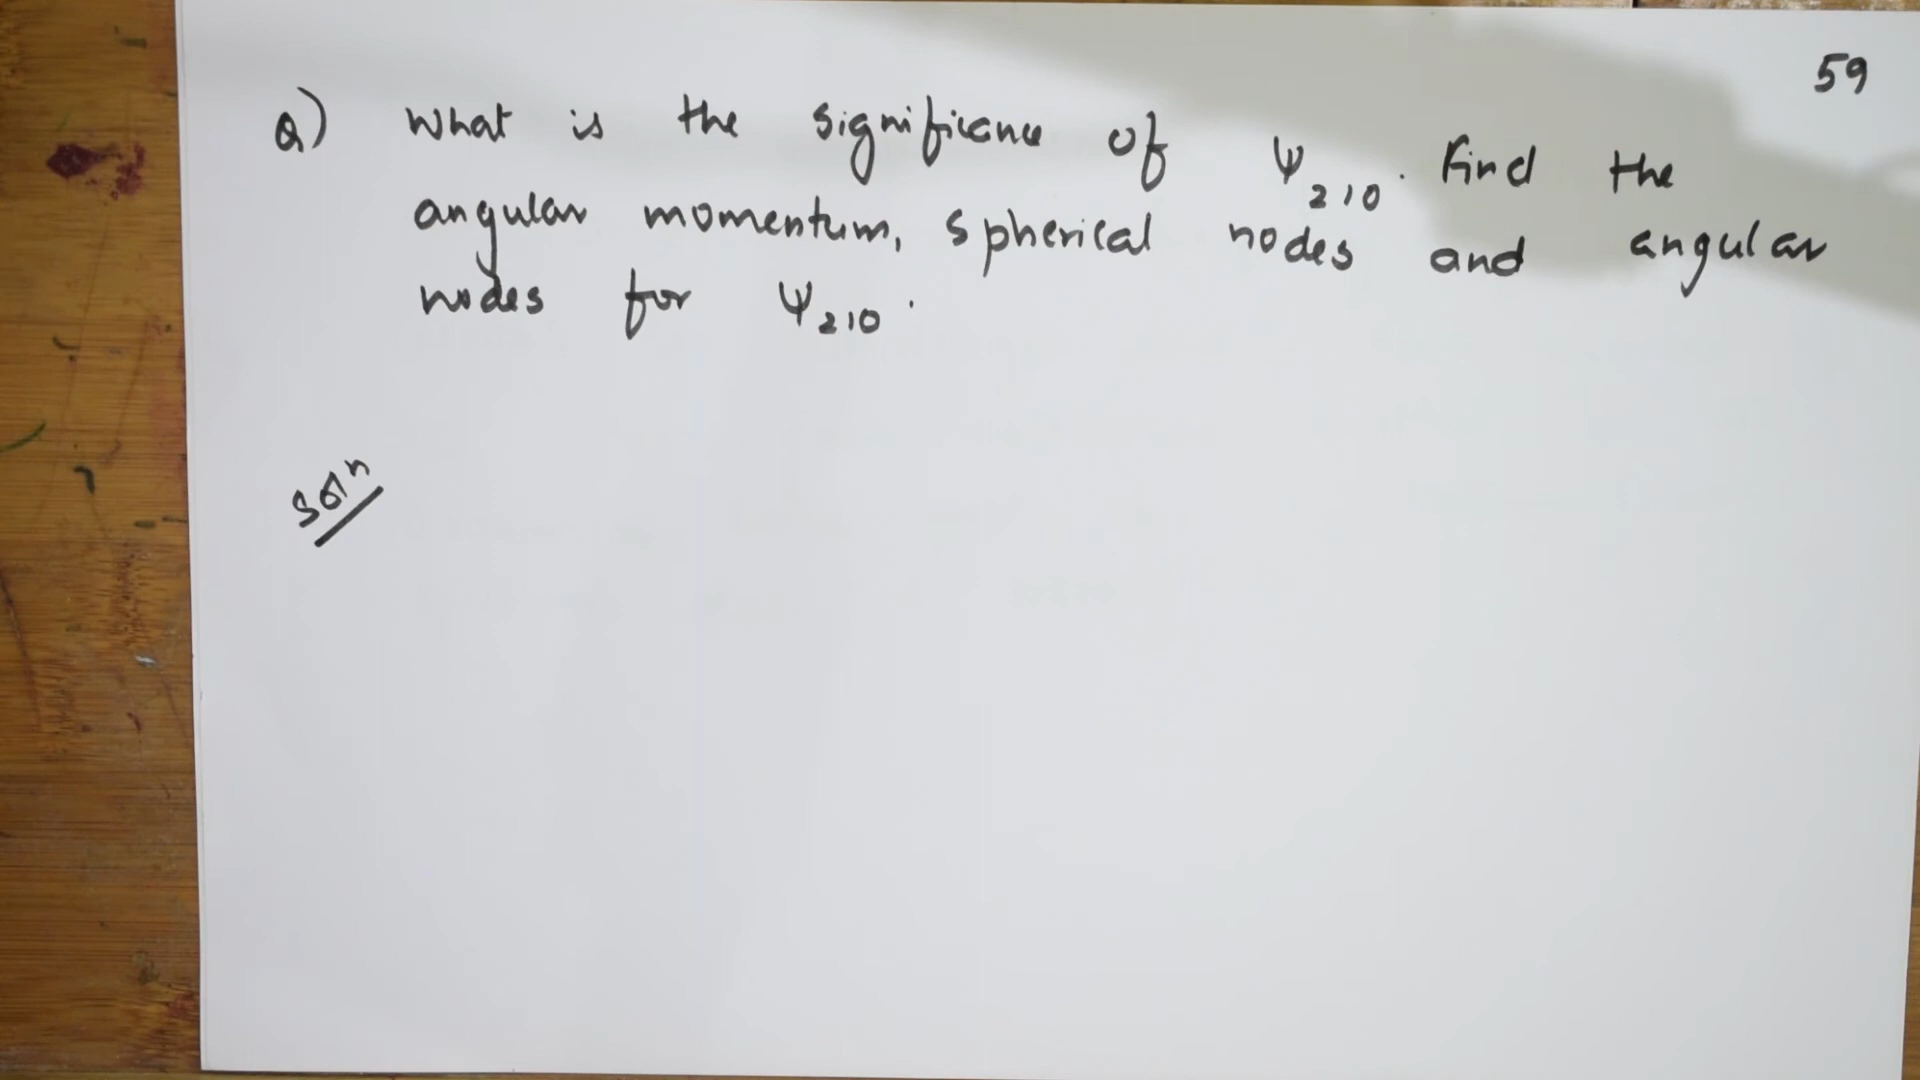 59
Q) What is the significance of Ψ₂₁₀. Find the
angular momentum, spherical nodes and angular
nodes for Ψ₂₁₀.
Solⁿ